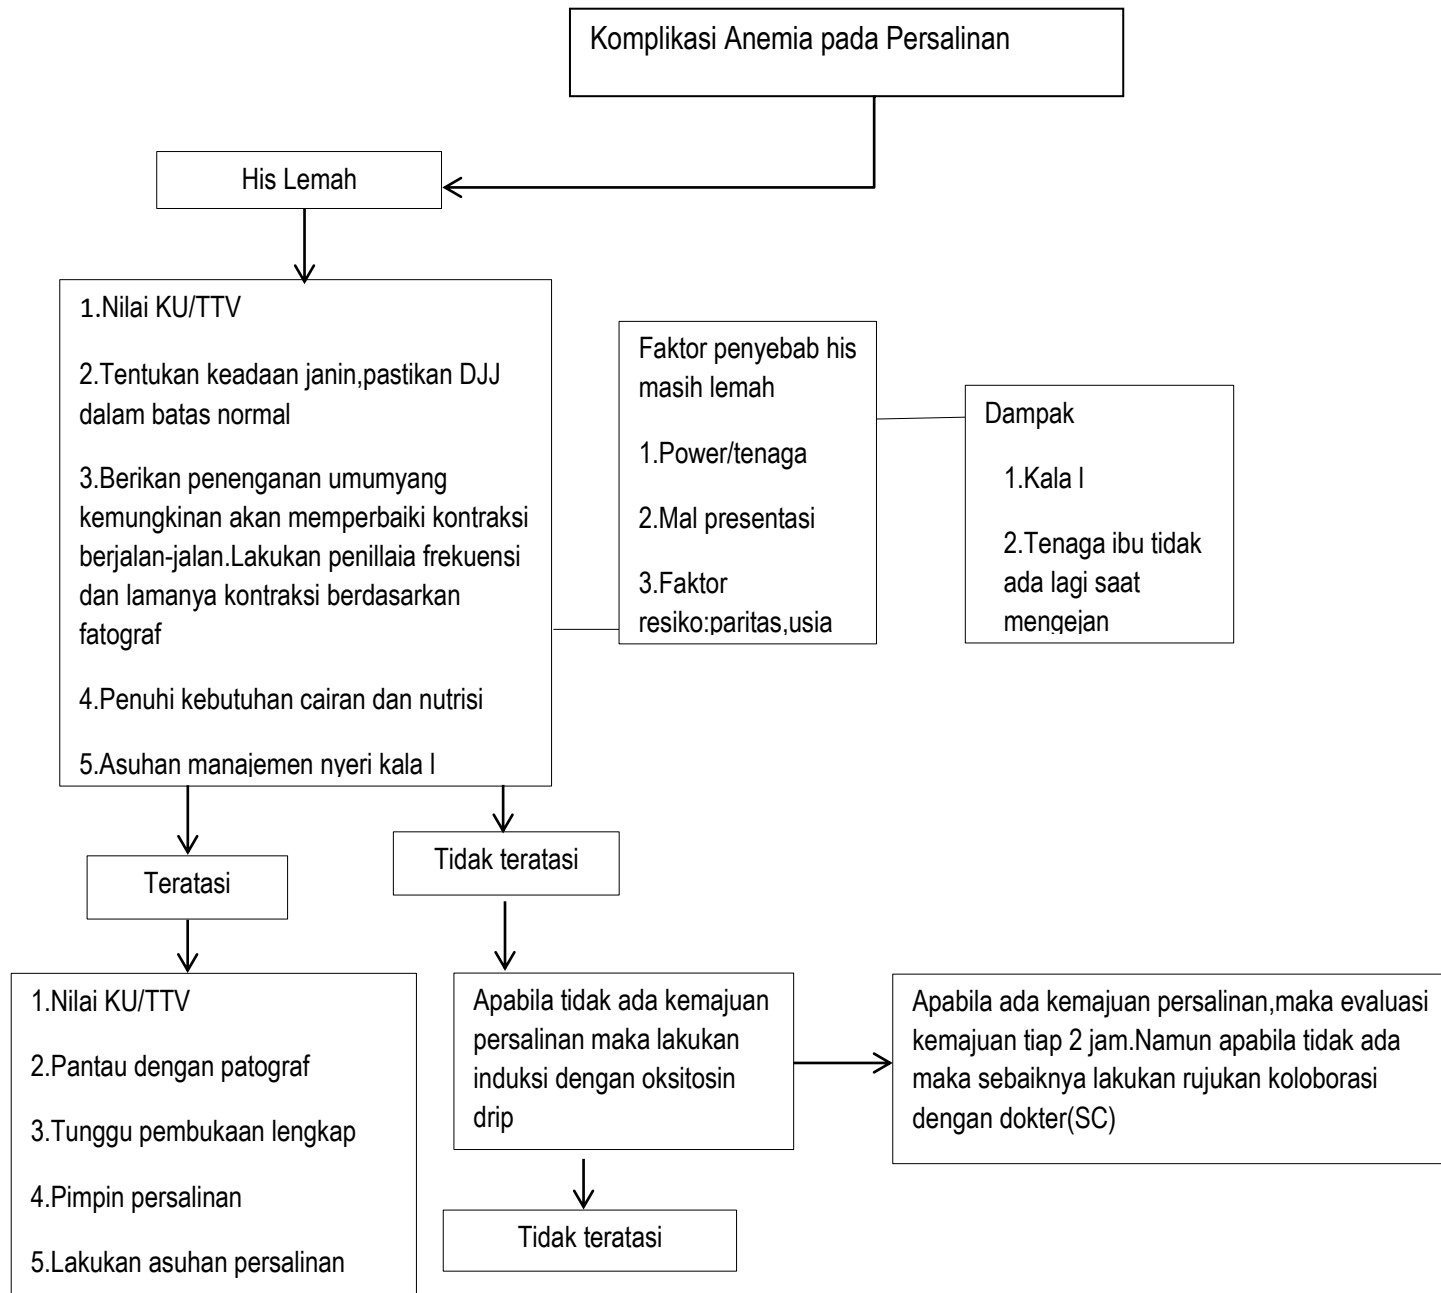 Komplikasi Anemia pada Persalinan
His Lemah
1.Nilai KU/TTV
2.Tentukan keadaan janin,pastikan DJJ
dalam batas normal
3.Berikan penenganan umumyang
kemungkinan akan memperbaiki kontraksi
berjalan-jalan.Lakukan penillaia frekuensi
dan lamanya kontraksi berdasarkan
fatograf
4.Penuhi kebutuhan cairan dan nutrisi
5.Asuhan manajemen nyeri kala I
Faktor penyebab his
masih lemah
1.Power/tenaga
2.Mal presentasi
3.Faktor
resiko:paritas,usia
Dampak
1.Kala I
2.Tenaga ibu tidak
ada lagi saat
mengejan
Teratasi
Tidak teratasi
1.Nilai KU/TTV
2.Pantau dengan patograf
3.Tunggu pembukaan lengkap
4.Pimpin persalinan
5.Lakukan asuhan persalinan
Apabila tidak ada kemajuan
persalinan maka lakukan
induksi dengan oksitosin
drip
Apabila ada kemajuan persalinan,maka evaluasi
kemajuan tiap 2 jam.Namun apabila tidak ada
maka sebaiknya lakukan rujukan koloborasi
dengan dokter(SC)
Tidak teratasi